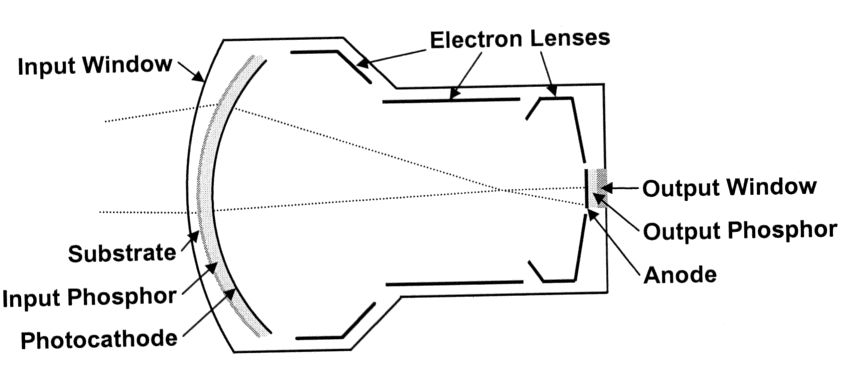 Electron Lenses
Input Window
Output Window
Output Phosphor
Anode
Substrate
Input Phosphor
Photocathode